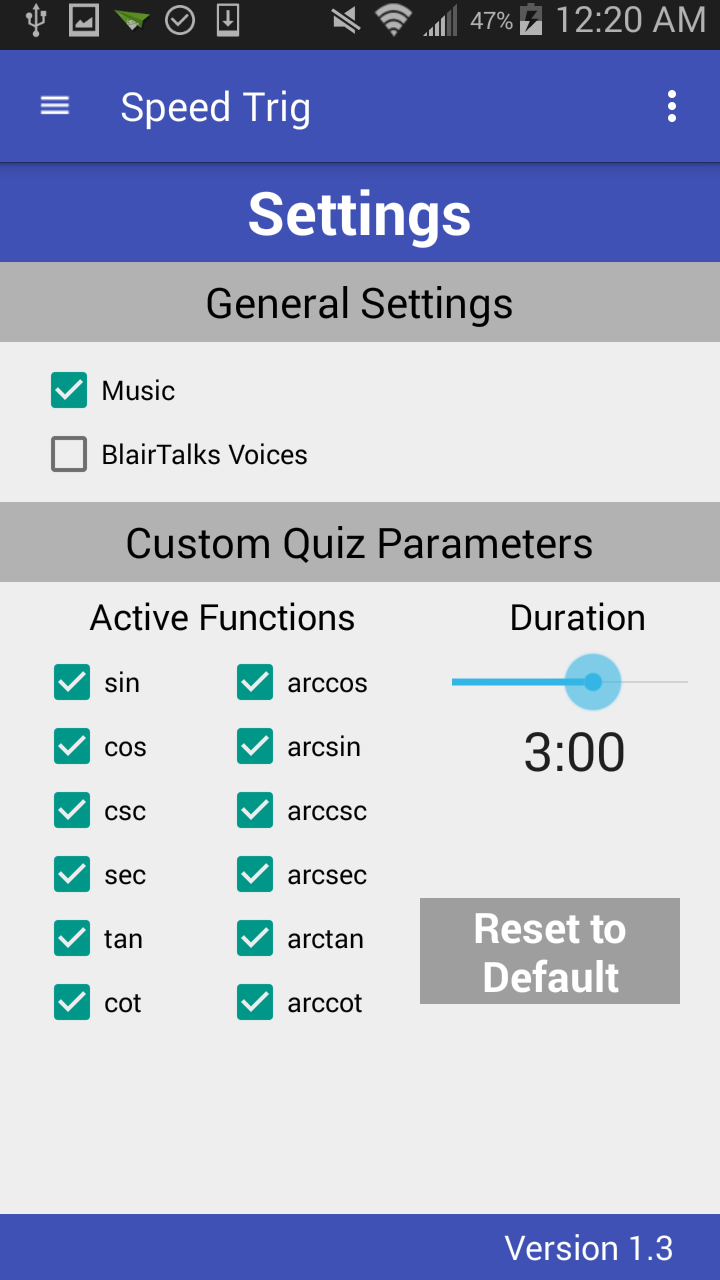 47% 12:20 AM
Speed Trig
Settings
General Settings
Music
BlairTalks Voices
Custom Quiz Parameters
Active Functions
Duration
sin
arccos
cos
arcsin
3:00
csc
arccsc
sec
arcsec
tan
arctan
cot
arccot
Reset to
Default
Version 1.3